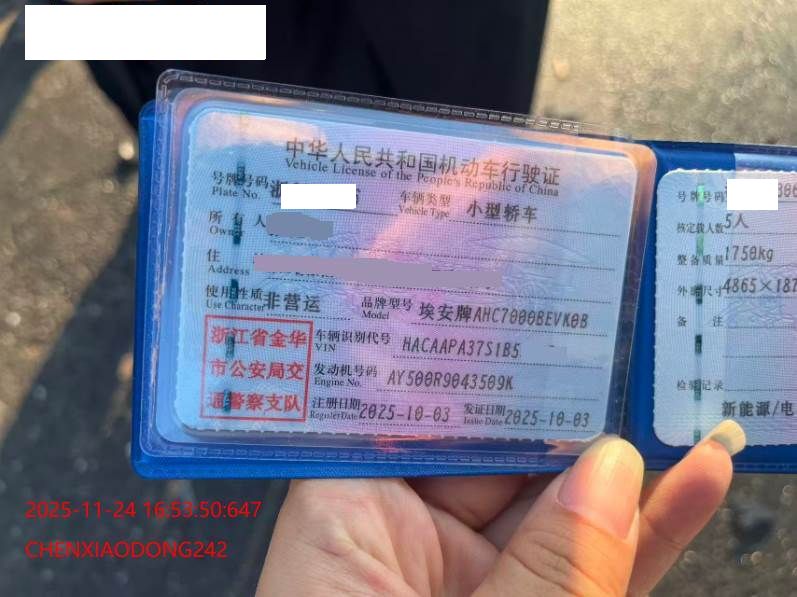 中华人民共和国机动车行驶证
Vehicle License of the People's Republic of China
号牌号码
Plate No. 浙
车辆类型
Vehicle Type 小型轿车
所有人
Owner
住
Address
使用性质
Use Character 非营运
品牌型号
Model 埃安牌AHC7000BEVK0B
浙江省金华
市公安局交
通警察支队
车辆识别代号
VIN HACAAPA37S1B5
发动机号码
Engine No. AY500R9043509K
注册日期
Register Date 2025-10-03
发证日期
Issue Date 2025-10-03
号牌号码
核定载人数 5人
整备质量 1750kg
外 尺寸 4865×187
备 注
检验记录
新能源/电
2025-11-24 16:53:50:647
CHENXIAODONG242